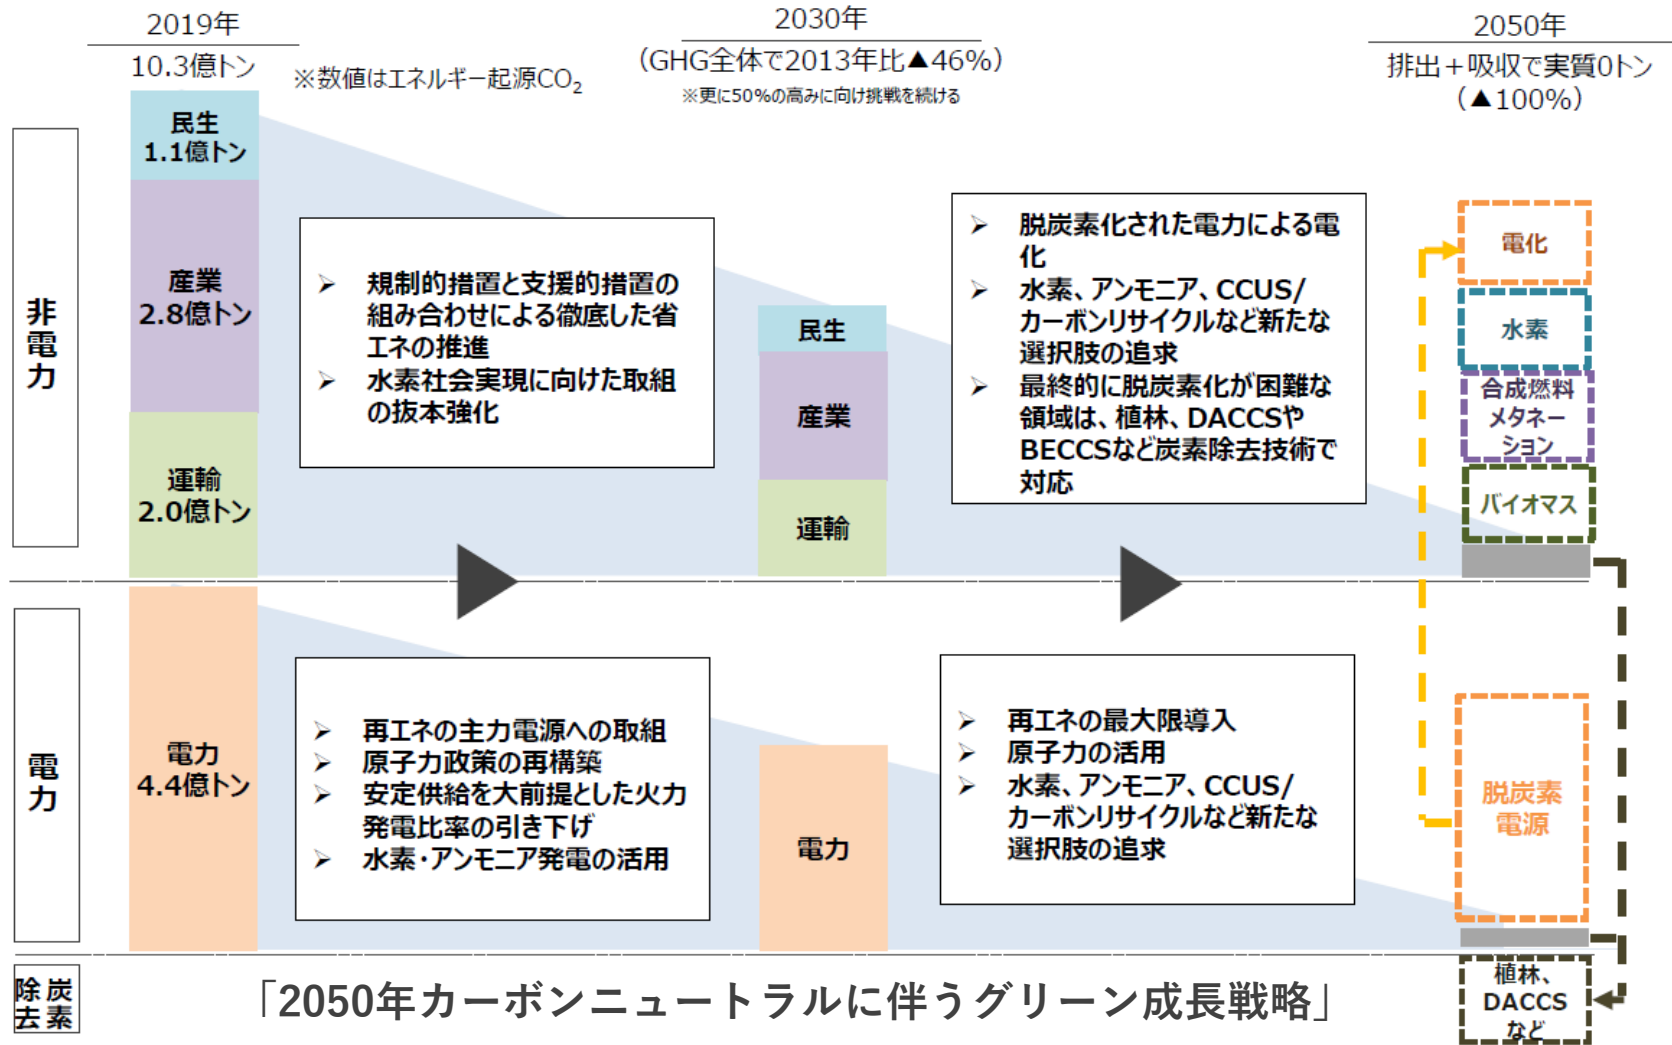 2019年
10.3億トン
※数値はエネルギー起源CO₂
2030年
(GHG全体で2013年比▲46%)
※更に50%の高みに向け挑戦を続ける
2050年
排出+吸収で実質0トン
(▲100%)
非電力
民生
1.1億トン
産業
2.8億トン
運輸
2.0億トン
➢ 規制的措置と支援的措置の
組み合わせによる徹底した省
エネの推進
➢ 水素社会実現に向けた取組
の抜本強化
民生
産業
運輸
➢ 脱炭素化された電力による電
化
➢ 水素、アンモニア、CCUS/
カーボンリサイクルなど新たな
選択肢の追求
➢ 最終的に脱炭素化が困難な
領域は、植林、DACCSや
BECCSなど炭素除去技術で
対応
電化
水素
合成燃料
メタネー
ション
バイオマス
電力
電力
4.4億トン
➢ 再エネの主力電源への取組
➢ 原子力政策の再構築
➢ 安定供給を大前提とした火力
発電比率の引き下げ
➢ 水素・アンモニア発電の活用
電力
➢ 再エネの最大限導入
➢ 原子力の活用
➢ 水素、アンモニア、CCUS/
カーボンリサイクルなど新たな
選択肢の追求
脱炭素
電源
炭素
除去
「2050年カーボンニュートラルに伴うグリーン成長戦略」
植林、
DACCS
など